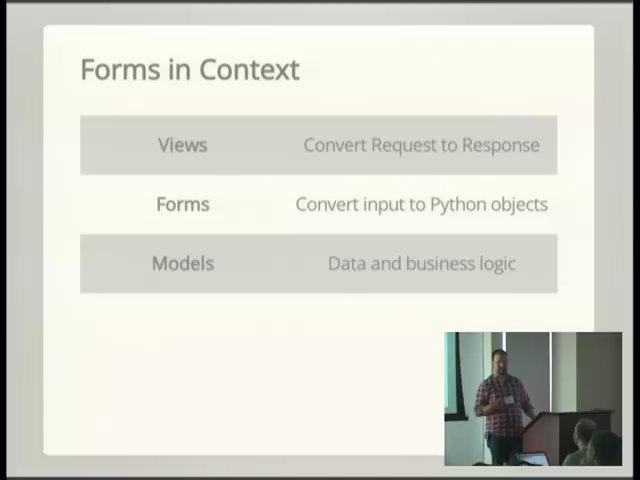 Forms in Context
Views Convert Request to Response
Forms Convert input to Python objects
Models Data and business logic